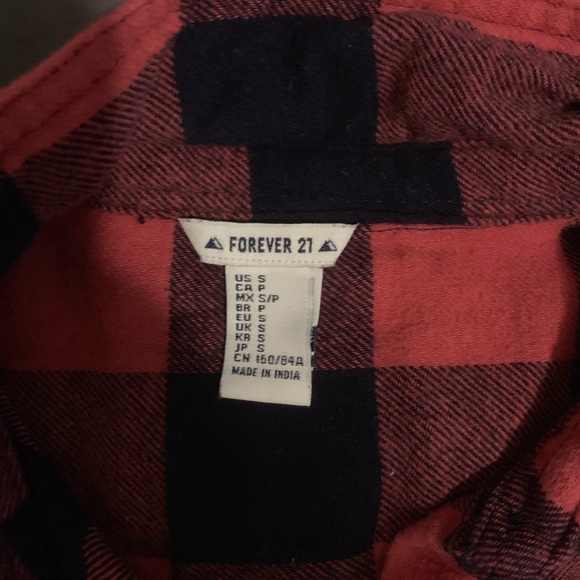 FOREVER 21
US S
CA P
MX S/P
BR P
EU S
UK S
KR S
JP S
CN 160/84A
MADE IN INDIA